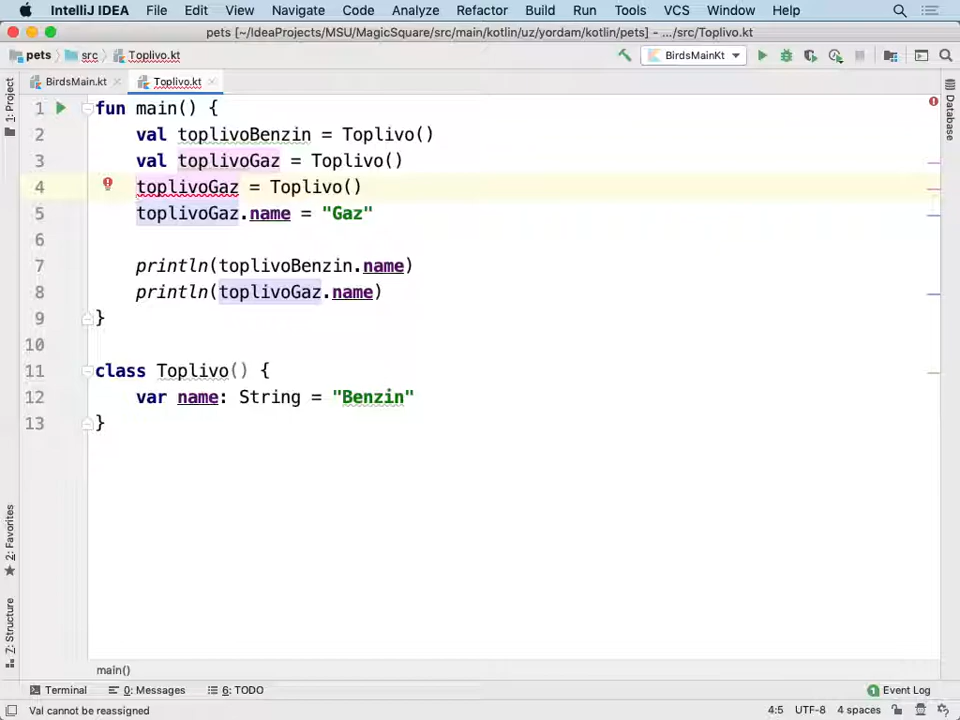 IntelliJ IDEA File Edit View Navigate Code Analyze Refactor Build Run Tools VCS Window Help
pets [~/IdeaProjects/MSU/MagicSquare/src/main/kotlin/uz/yordam/kotlin/pets] - .../src/Toplivo.kt
pets src Toplivo.kt BirdsMainKt
BirdsMain.kt Toplivo.kt
1: Project
Database
1 fun main() {
2 val toplivoBenzin = Toplivo()
3 val toplivoGaz = Toplivo()
4 toplivoGaz = Toplivo()
5 toplivoGaz.name = "Gaz"
6
7 println(toplivoBenzin.name)
8 println(toplivoGaz.name)
9 }
10
11 class Toplivo() {
12 var name: String = "Benzin"
13 }
2: Favorites
7: Structure
main()
Terminal 0: Messages 6: TODO 1 Event Log
Val cannot be reassigned 4:5 UTF-8 4 spaces